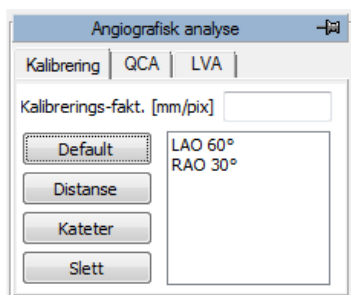 Angiografisk analyse
Kalibrering QCA LVA
Kalibrerings-fakt. [mm/pix]
Default
Distanse
Kateter
Slett
LAO 60°
RAO 30°